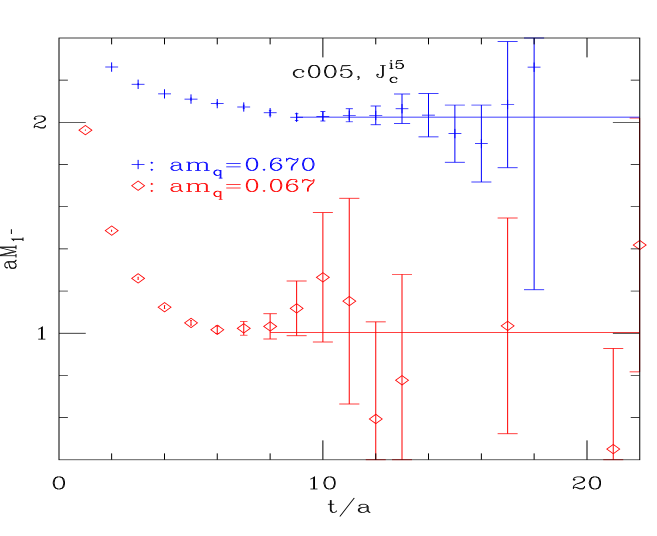 c005, J_c^{i5}
2
+: am_q=0.670
◇: am_q=0.067
aM_{1^-}
1
0 10 20
t/a